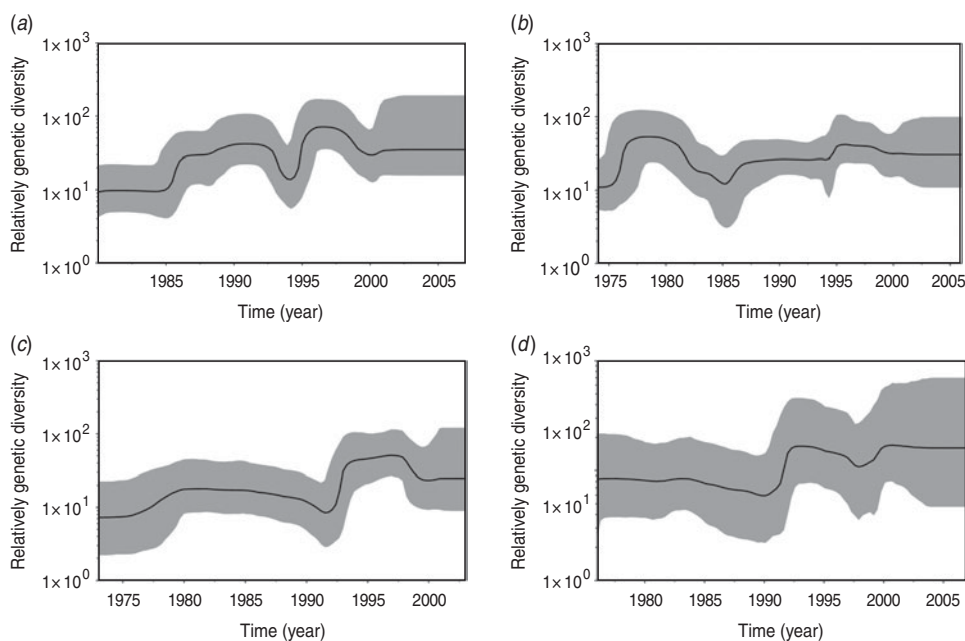 (a)
Relatively genetic diversity
1×10³
1×10²
1×10¹
1×10⁰
1985 1990 1995 2000 2005
Time (year)
(b)
Relatively genetic diversity
1×10³
1×10²
1×10¹
1×10⁰
1975 1980 1985 1990 1995 2000 2005
Time (year)
(c)
Relatively genetic diversity
1×10³
1×10²
1×10¹
1×10⁰
1975 1980 1985 1990 1995 2000
Time (year)
(d)
Relatively genetic diversity
1×10³
1×10²
1×10¹
1×10⁰
1980 1985 1990 1995 2000 2005
Time (year)